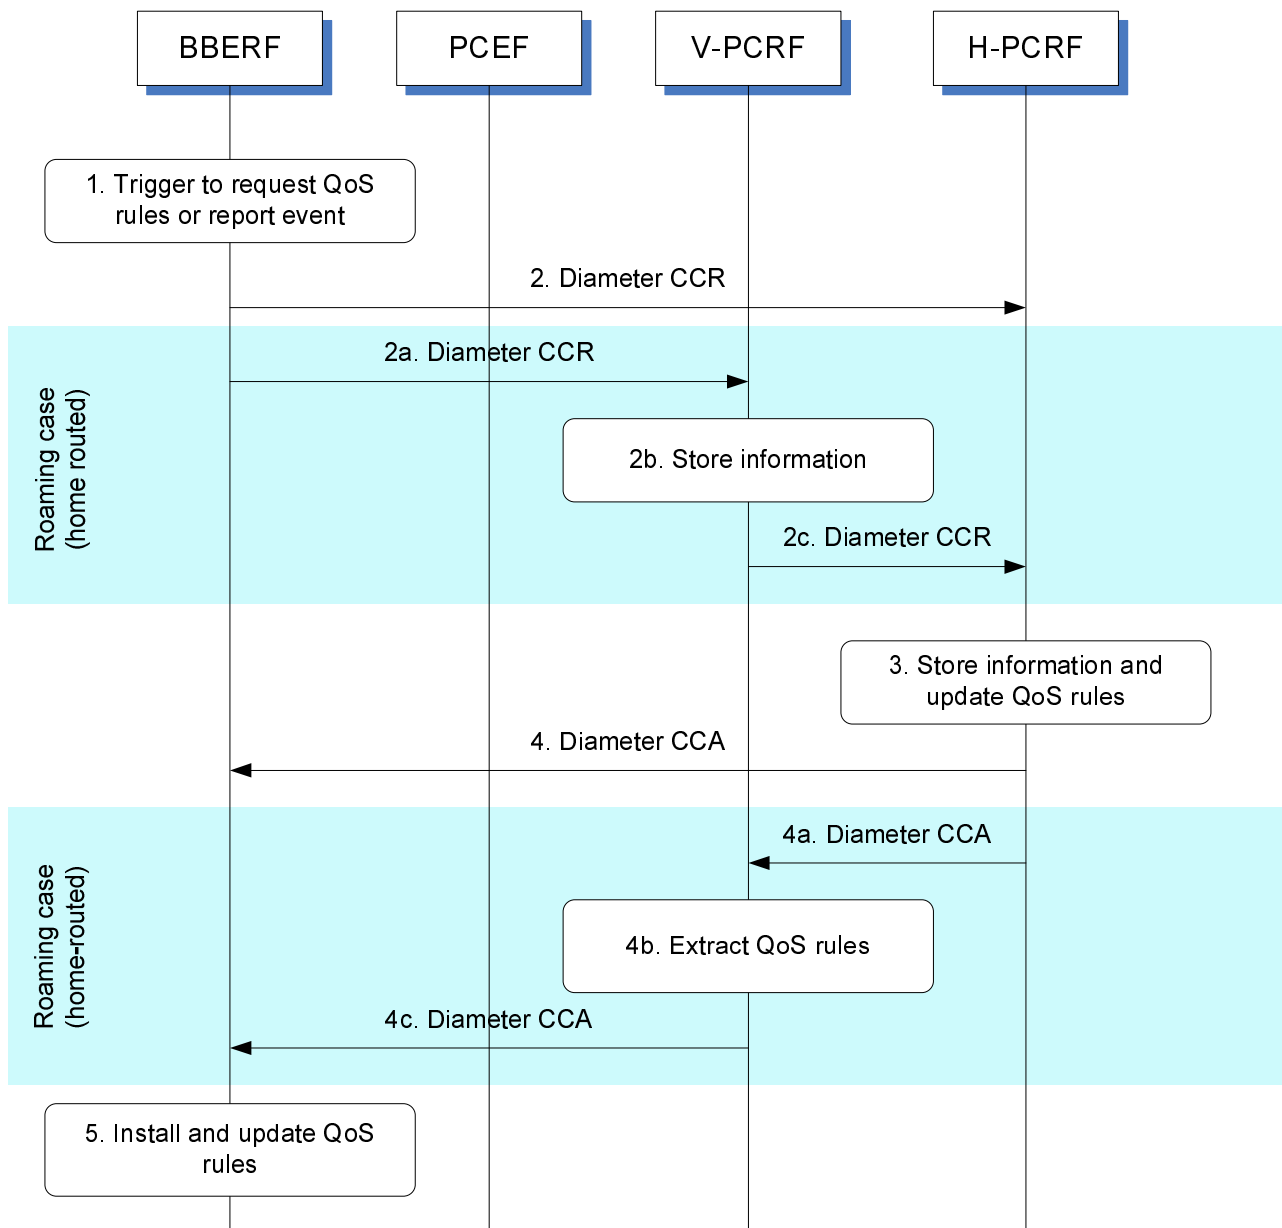 BBERF
PCEF
V-PCRF
H-PCRF
1. Trigger to request QoS
rules or report event
2. Diameter CCR
Roaming case
(home routed)
2a. Diameter CCR
2b. Store information
2c. Diameter CCR
3. Store information and
update QoS rules
4. Diameter CCA
Roaming case
(home-routed)
4a. Diameter CCA
4b. Extract QoS rules
4c. Diameter CCA
5. Install and update QoS
rules